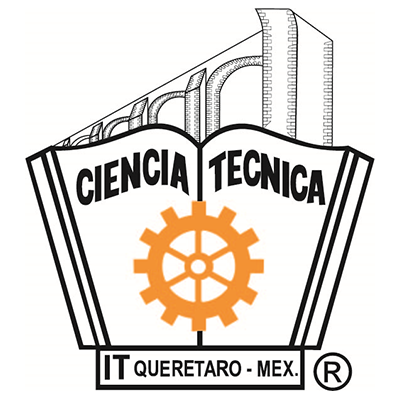 CIENCIA TECNICA
IT QUERETARO - MEX. ®